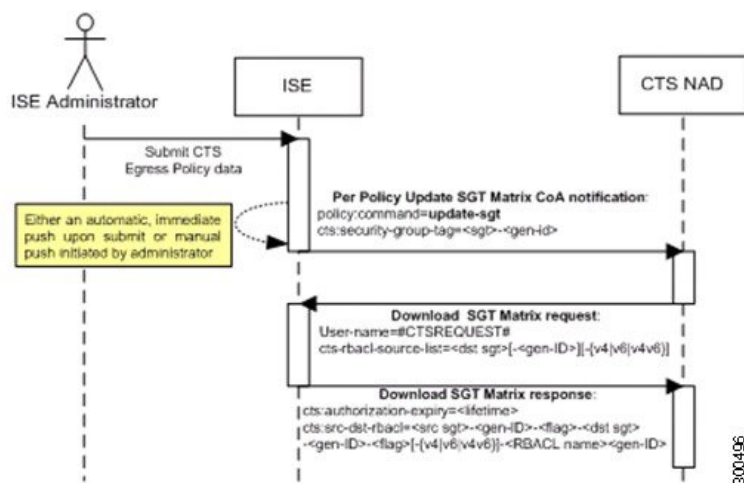 ISE Administrator
ISE
CTS NAD
Submit CTS
Egress Policy data
Either an automatic, immediate
push upon submit or manual
push initiated by administrator
Per Policy Update SGT Matrix CoA notification:
policy:command=update-sgt
cts:security-group-tag=<sgt>-<gen-id>
Download SGT Matrix request:
User-name=#CTSREQUEST#
cts-rbacl-source-list=<dst sgt>[-<gen-ID>][-{v4|v6|v4v6}]
Download SGT Matrix response:
cts:authorization-expiry=<lifetime>
cts:src-dst-rbacl=<src sgt>-<gen-ID>-<flag>-<dst sgt>
-<gen-ID>-<flag>[-{v4|v6|v4v6}]-<RBACL name><gen-ID>
300496